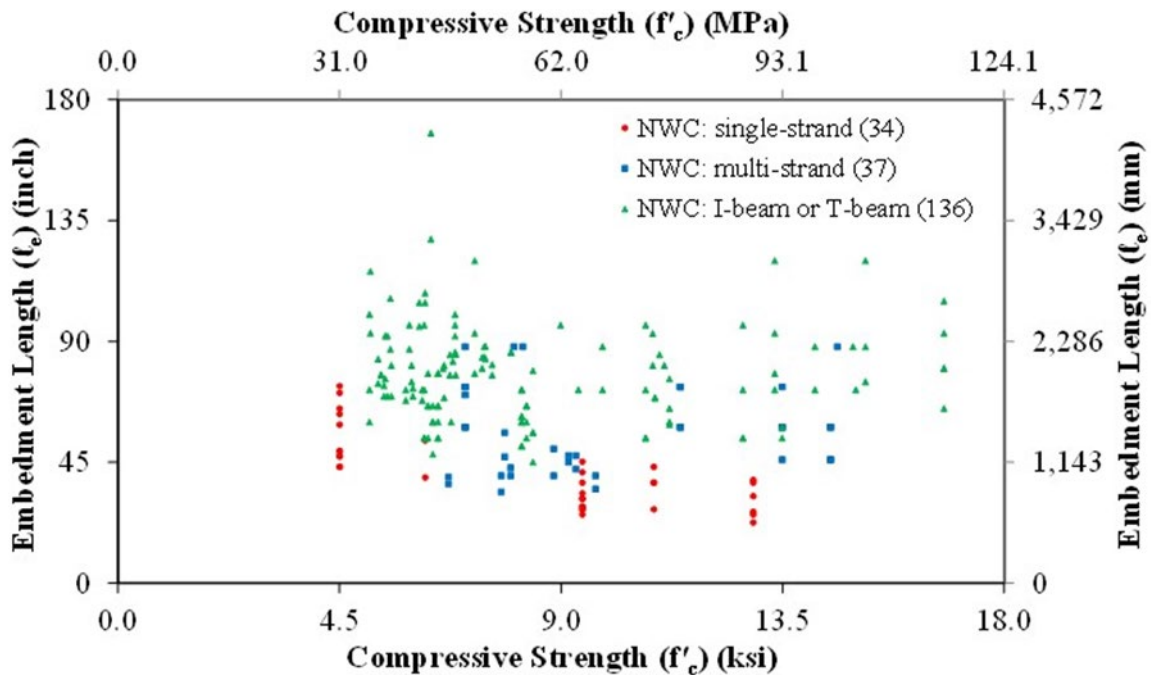 Compressive Strength (f′c) (MPa)
0.0 31.0 62.0 93.1 124.1
180 4,572
NWC: single-strand (34)
NWC: multi-strand (37)
135 3,429
NWC: I-beam or T-beam (136)
Embedment Length (ℓe) (inch)
Embedment Length (ℓe) (mm)
90 2,286
45 1,143
0 0
0.0 4.5 9.0 13.5 18.0
Compressive Strength (f′c) (ksi)